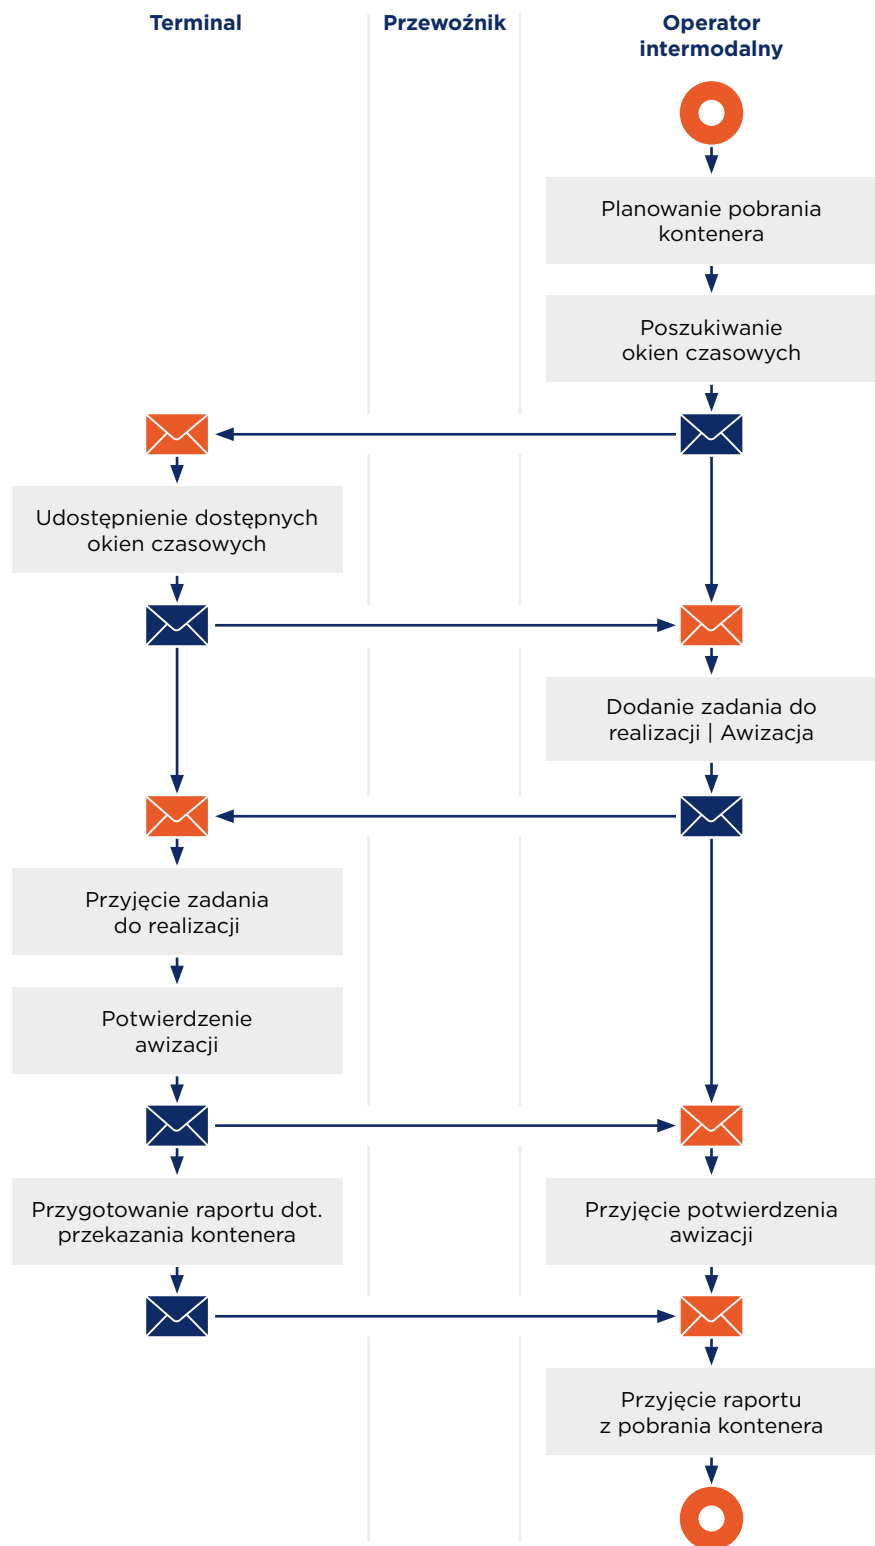 Terminal
Przewoźnik
Operator
intermodalny
Planowanie pobrania
kontenera
Poszukiwanie
okien czasowych
Udostępnienie dostępnych
okien czasowych
Dodanie zadania do
realizacji | Awizacja
Przyjęcie zadania
do realizacji
Potwierdzenie
awizacji
Przygotowanie raportu dot.
przekazania kontenera
Przyjęcie potwierdzenia
awizacji
Przyjęcie raportu
z pobrania kontenera